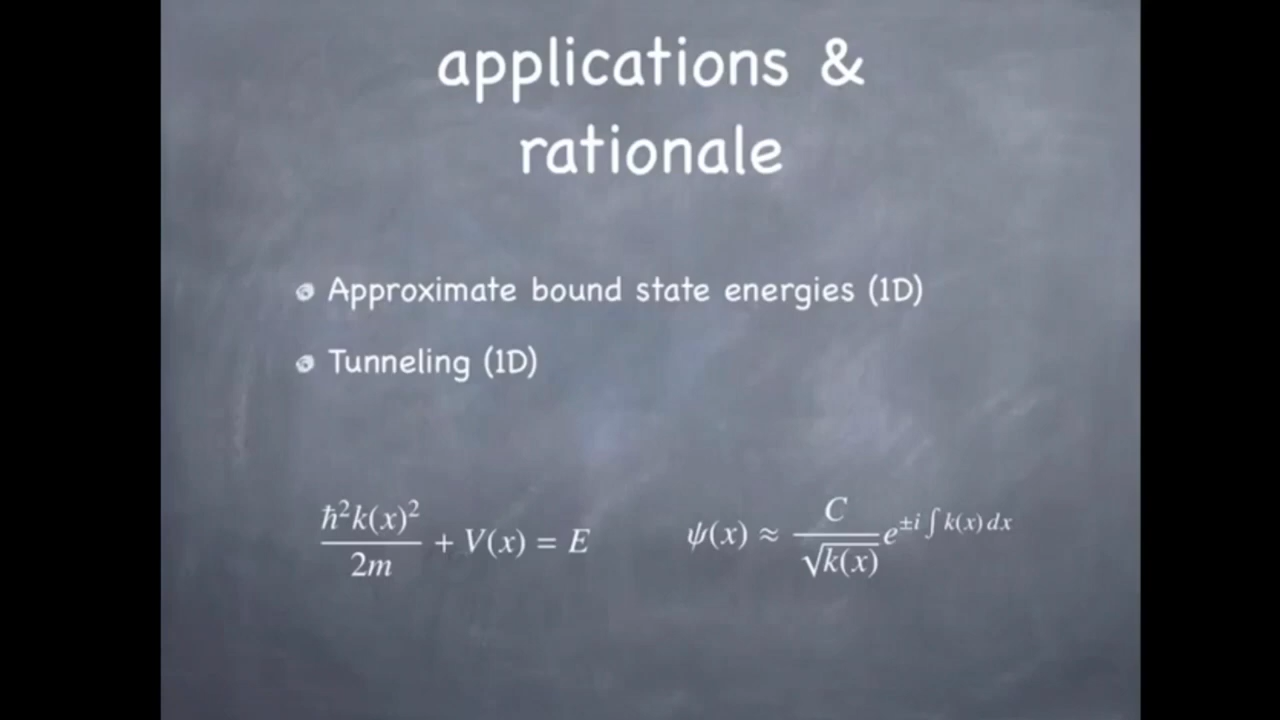 applications &
rationale
Approximate bound state energies (1D)
Tunneling (1D)
ħ²k(x)²/2m + V(x) = E
ψ(x) ≈ C/√k(x) e^{±i ∫ k(x) dx}